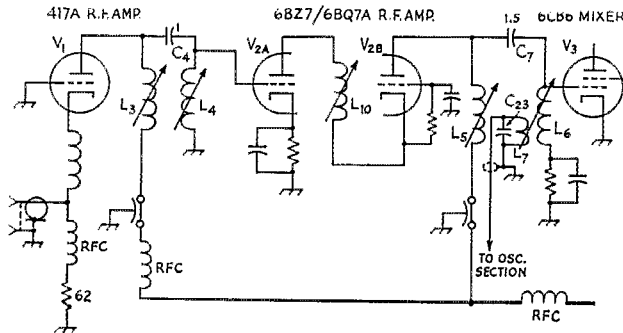 417A R.F. AMP.
6BZ7/6BQ7A R.F. AMP.
6CB6 MIXER
V1
1
C4
V2A
V2B
1.5
C7
V3
L3
L4
L10
L5
C23
L7
L6
RFC
RFC
62
TO OSC.
SECTION
RFC